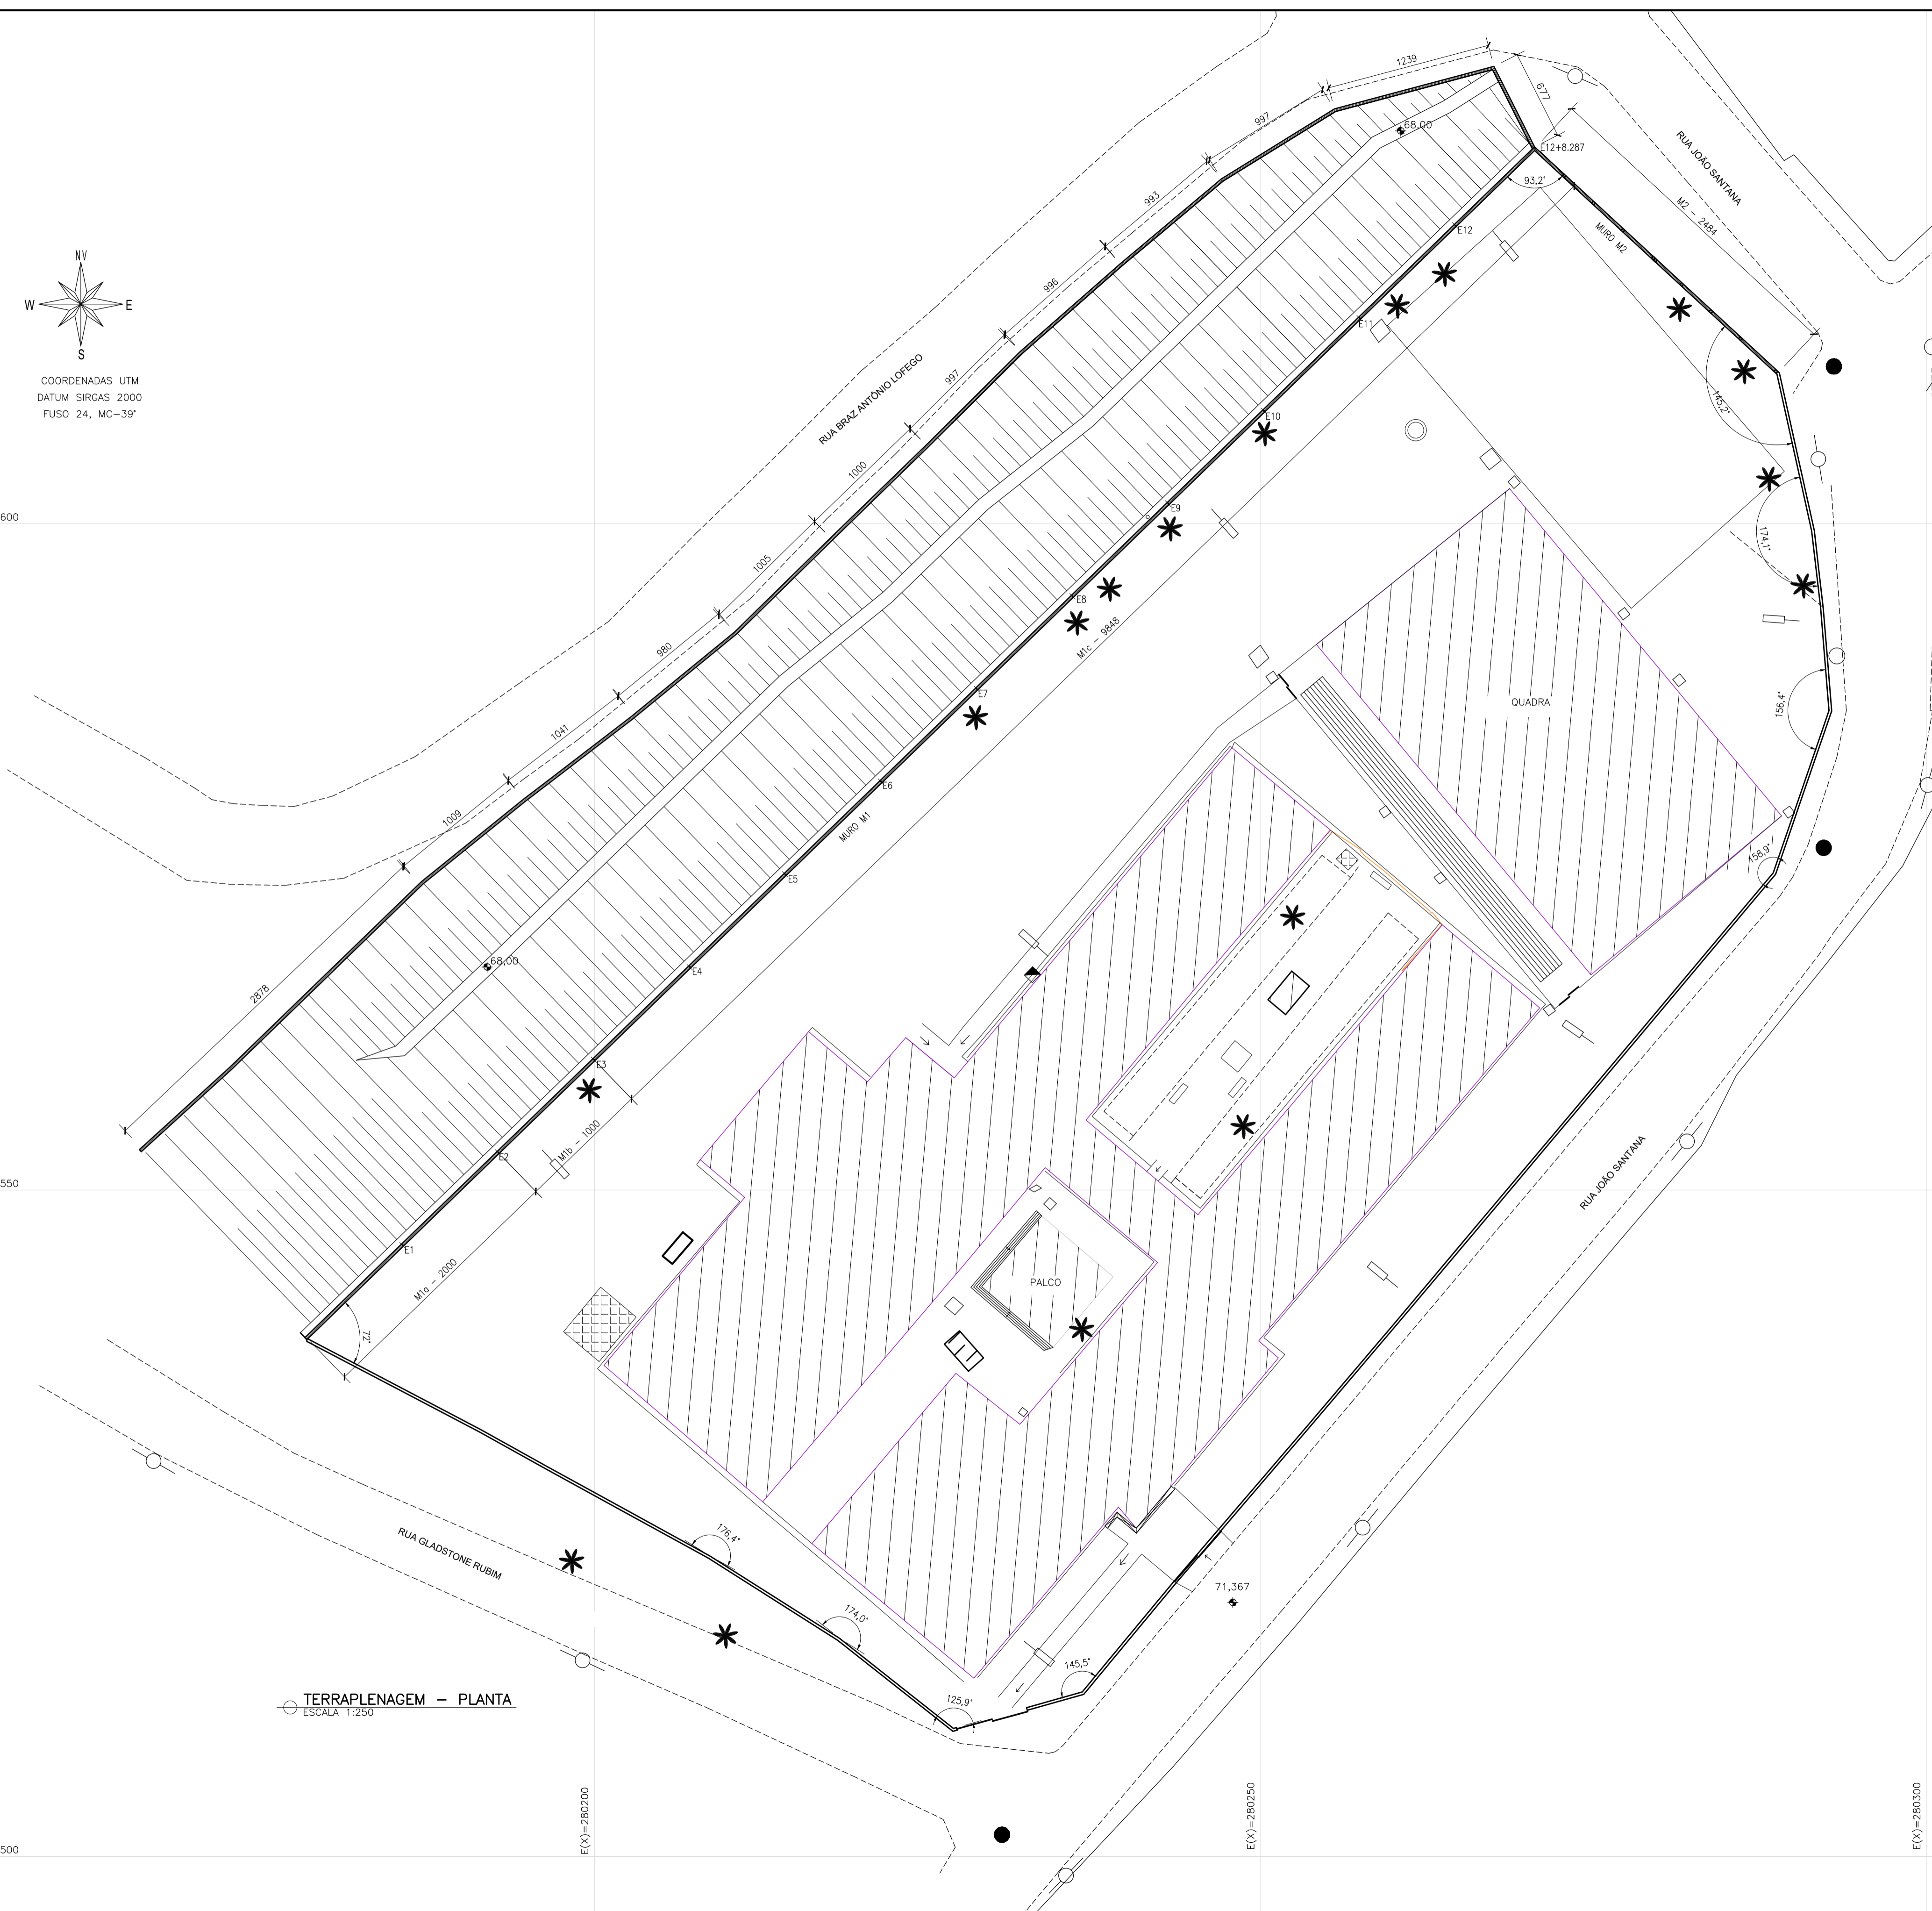 1239
677
997
68,00
E12+8.287
RUA JOÃO SANTANA
93,2°
M2 - 2484
993
MURO M2
E12
NV
W
E
S
996
E11
COORDENADAS UTM
DATUM SIRGAS 2000
FUSO 24, MC-39°
RUA BRAZ ANTÔNIO LOFEGO
997
145,2°
E10
1000
E9
600
174,1°
1005
E8
M1c - 9848
980
E7
QUADRA
156,4°
1041
E6
1009
MURO M1
158,9°
E5
68,00
E4
2878
E3
M1b - 1000
E2
RUA JOÃO SANTANA
550
E1
M1a - 2000
PALCO
72°
176,4°
RUA GLADSTONE RUBIM
71,367
174,0°
145,5°
125,9°
TERRAPLENAGEM - PLANTA
ESCALA 1:250
E(X)=280200
E(X)=280250
E(X)=280300
500